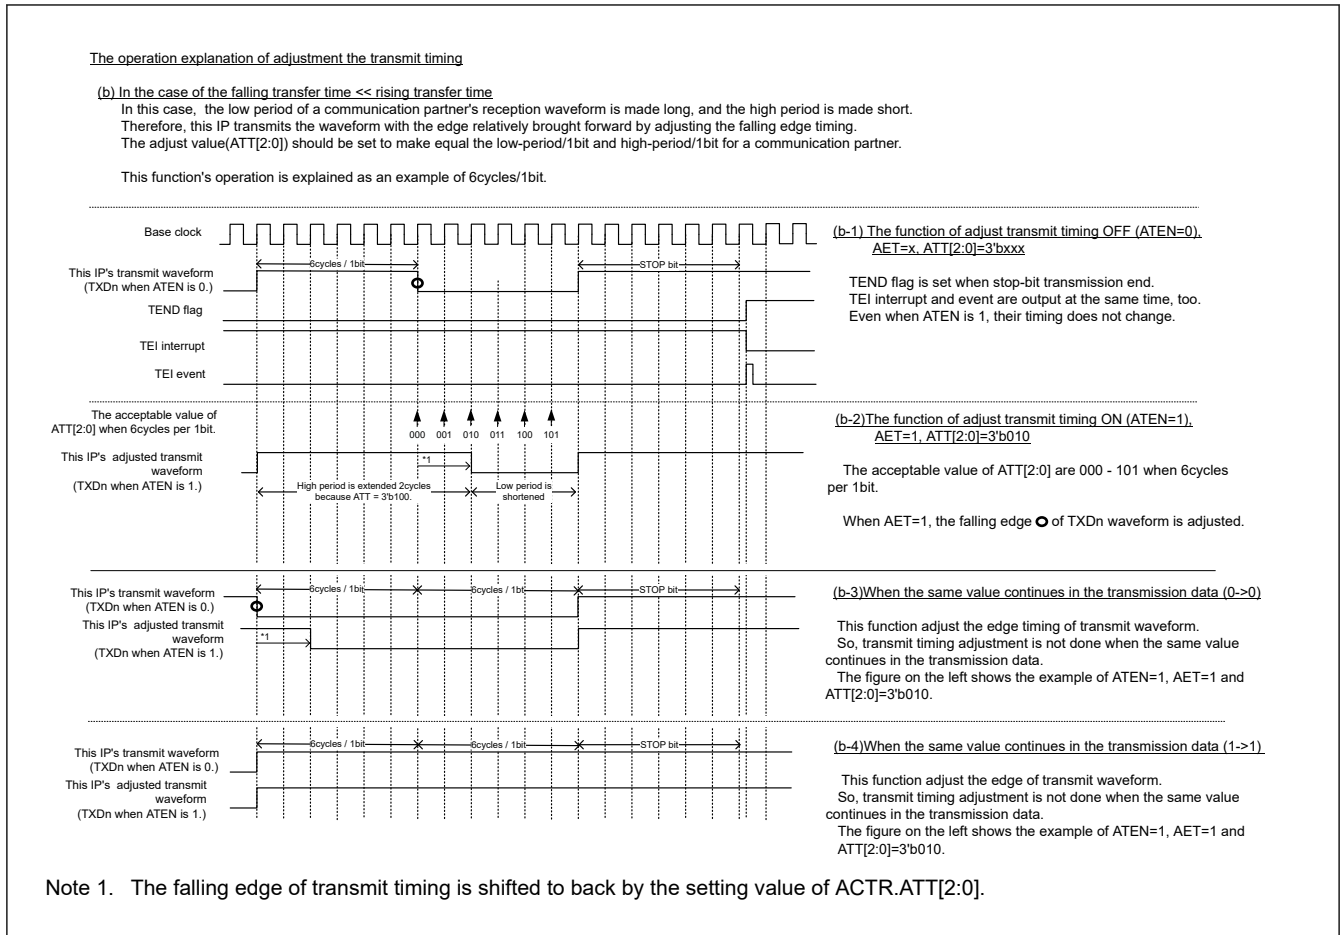 The operation explanation of adjustment the transmit timing
(b) In the case of the falling transfer time << rising transfer time
In this case, the low period of a communication partner's reception waveform is made long, and the high period is made short.
Therefore, this IP transmits the waveform with the edge relatively brought forward by adjusting the falling edge timing.
The adjust value(ATT[2:0]) should be set to make equal the low-period/1bit and high-period/1bit for a communication partner.
This function's operation is explained as an example of 6cycles/1bit.
Base clock
6cycles / 1bit
STOP bit
This IP's transmit waveform
(TXDn when ATEN is 0.)
TEND flag
TEI interrupt
TEI event
(b-1) The function of adjust transmit timing OFF (ATEN=0),
AET=x, ATT[2:0]=3'bxxx
TEND flag is set when stop-bit transmission end.
TEI interrupt and event are output at the same time, too.
Even when ATEN is 1, their timing does not change.
The acceptable value of
ATT[2:0] when 6cycles per 1bit.
000 001 010 011 100 101
This IP's adjusted transmit
waveform
(TXDn when ATEN is 1.)
*1
High period is extended 2cycles
because ATT = 3'b100.
Low period is
shortened
(b-2)The function of adjust transmit timing ON (ATEN=1),
AET=1, ATT[2:0]=3'b010
The acceptable value of ATT[2:0] are 000 - 101 when 6cycles
per 1bit.
When AET=1, the falling edge O of TXDn waveform is adjusted.
This IP's transmit waveform
(TXDn when ATEN is 0.)
6cycles / 1bit
6cycles / 1bt
STOP bit
This IP's adjusted transmit
waveform
(TXDn when ATEN is 1.)
*1
(b-3)When the same value continues in the transmission data (0->0)
This function adjust the edge timing of transmit waveform.
So, transmit timing adjustment is not done when the same value
continues in the transmission data.
The figure on the left shows the example of ATEN=1, AET=1 and
ATT[2:0]=3'b010.
This IP's transmit waveform
(TXDn when ATEN is 0.)
6cycles / 1bit
6cycles / 1bit
STOP bit
This IP's adjusted transmit
waveform
(TXDn when ATEN is 1.)
(b-4)When the same value continues in the transmission data (1->1)
This function adjust the edge of transmit waveform.
So, transmit timing adjustment is not done when the same value
continues in the transmission data.
The figure on the left shows the example of ATEN=1, AET=1 and
ATT[2:0]=3'b010.
Note 1. The falling edge of transmit timing is shifted to back by the setting value of ACTR.ATT[2:0].